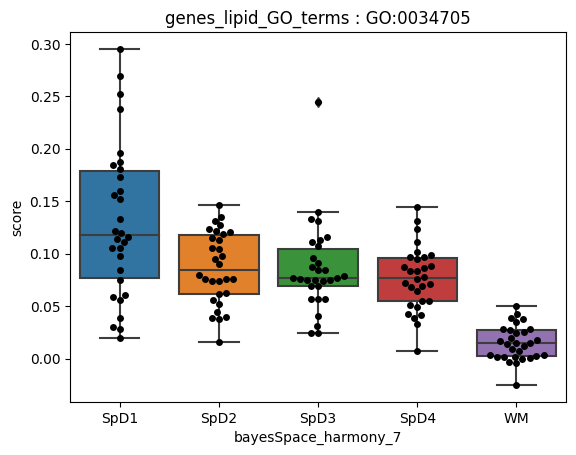 genes_lipid_GO_terms : GO:0034705
0.30
0.25
0.20
0.15
0.10
0.05
0.00
score
SpD1 SpD2 SpD3 SpD4 WM
bayesSpace_harmony_7